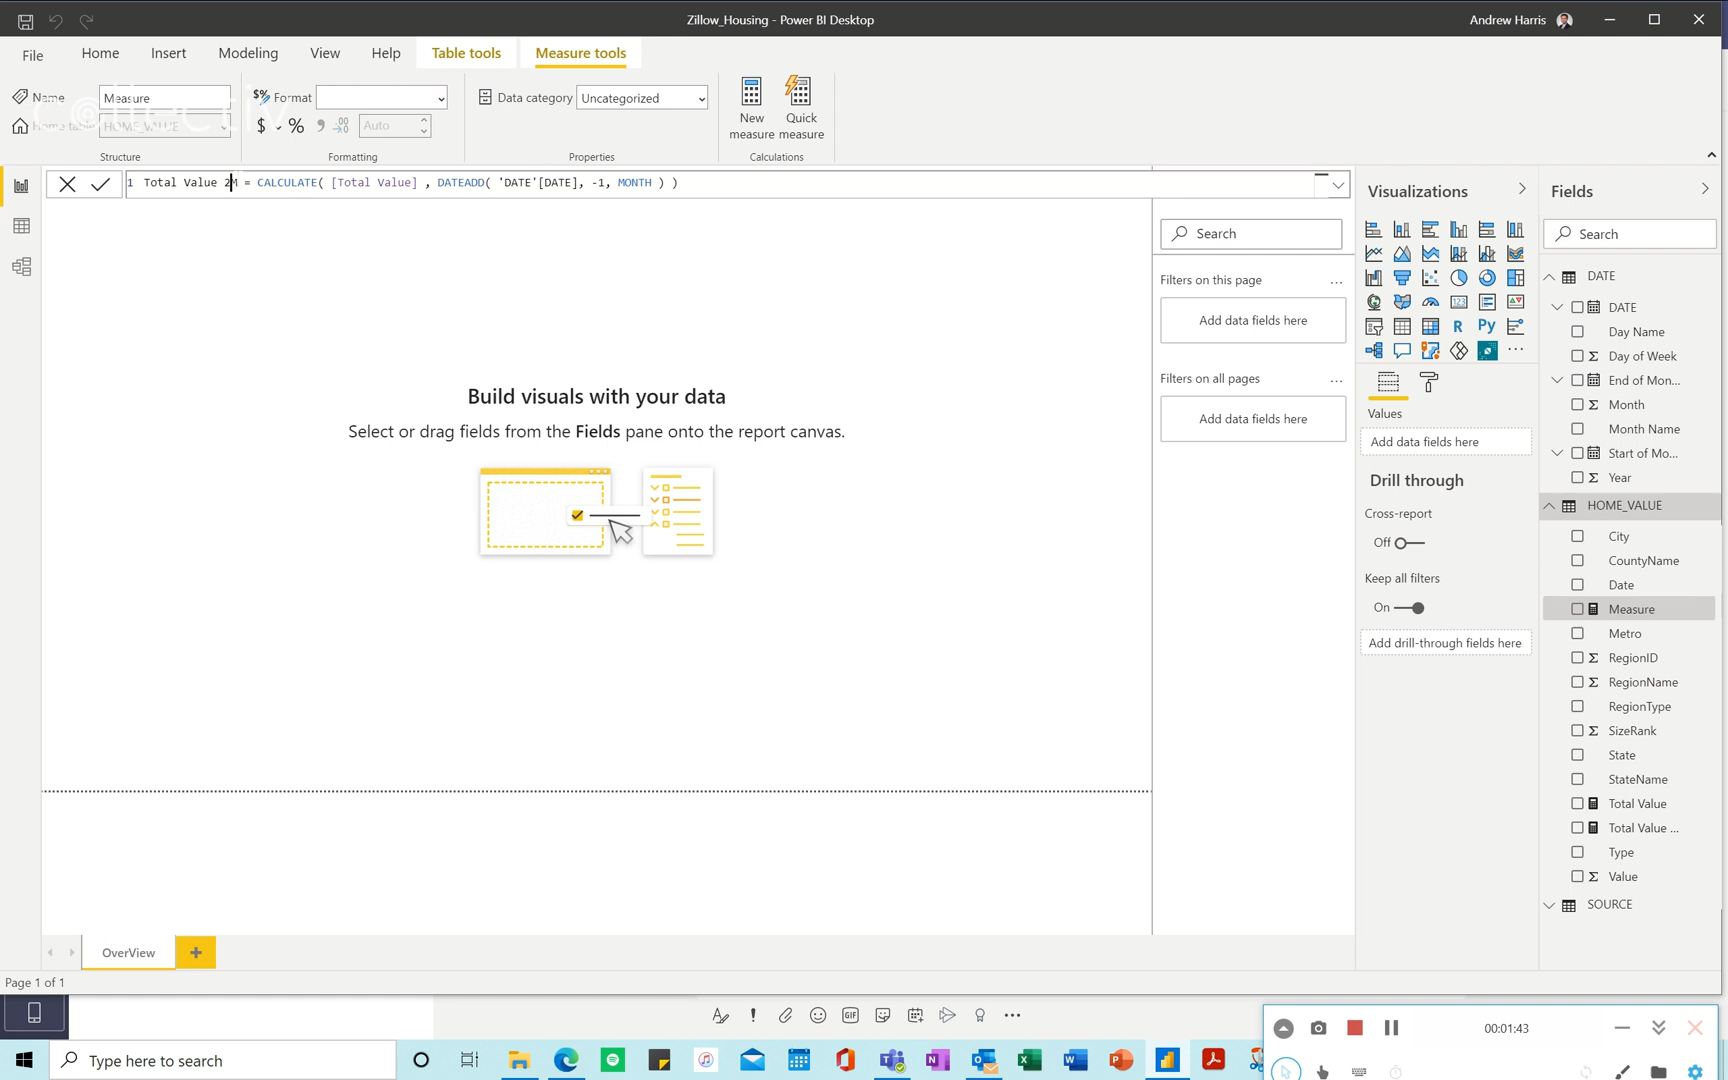 Zillow_Housing - Power BI Desktop
Andrew Harris
File
Home
Insert
Modeling
View
Help
Table tools
Measure tools
Name
Measure
Home table
HOME_VALUE
Structure
Format
$
%
Auto
Formatting
Data category
Uncategorized
Properties
New measure
Quick measure
Calculations
1 Total Value 2M = CALCULATE( [Total Value] , DATEADD( 'DATE'[DATE], -1, MONTH ) )
Build visuals with your data
Select or drag fields from the Fields pane onto the report canvas.
Search
Filters on this page
...
Add data fields here
Filters on all pages
...
Add data fields here
Visualizations
R
Py
123
...
Values
Add data fields here
Drill through
Cross-report
Off
Keep all filters
On
Add drill-through fields here
Fields
Search
DATE
DATE
Day Name
Day of Week
End of Mon...
Month
Month Name
Start of Mo...
Year
HOME_VALUE
City
CountyName
Date
Measure
Metro
RegionID
RegionName
RegionType
SizeRank
State
StateName
Total Value
Total Value ...
Type
Value
SOURCE
OverView
+
Page 1 of 1
GIF
00:01:43
Type here to search